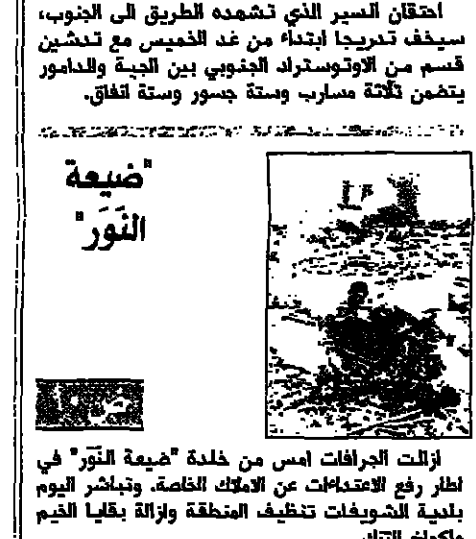 احتقان السير الذي تشهده الطريق الى الجنوب،
سيخف تدريجا ابتداء من غد الخميس مع تدشين
قسم من الاوتوستراد الجنوبي بين الجية والدامور
يتضمن ثلاثة مسارب وستة جسور وستة انفاق.
"ضيعة
النَوَر"
ازالت الجرافات امس من خلدة "ضيعة النَوَر" في
اطار رفع الاعتداءات عن الاملاك الخاصة. وتباشر اليوم
بلدية الشويفات تنظيف المنطقة وازالة بقايا الخيم